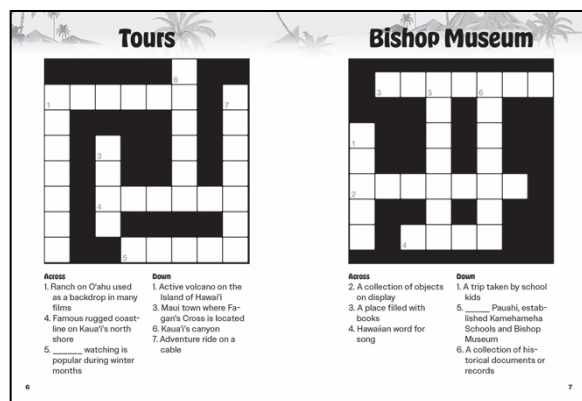 Tours
6
1
7
3
4
5
Across
1. Ranch on O‘ahu used
as a backdrop in many
films
4. Famous rugged coast-
line on Kaua‘i’s north
shore
5. ______ watching is
popular during winter
months
Down
1. Active volcano on the
Island of Hawai‘i
3. Maui town where Fa-
gan’s Cross is located
6. Kaua‘i’s canyon
7. Adventure ride on a
cable
6
Bishop Museum
3
5
6
1
2
4
Across
2. A collection of objects
on display
3. A place filled with
books
4. Hawaiian word for
song
Down
1. A trip taken by school
kids
5. _____ Pauahi, estab-
lished Kamehameha
Schools and Bishop
Museum
6. A collection of his-
torical documents or
records
7